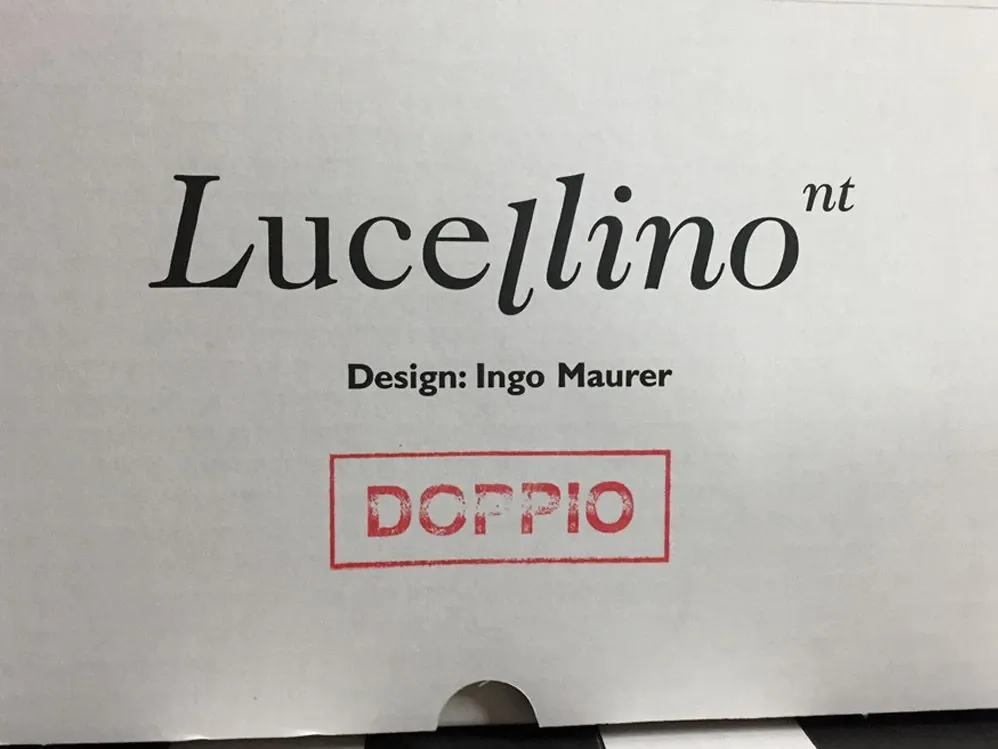 Lucellino nt
Design: Ingo Maurer
DOPPIO